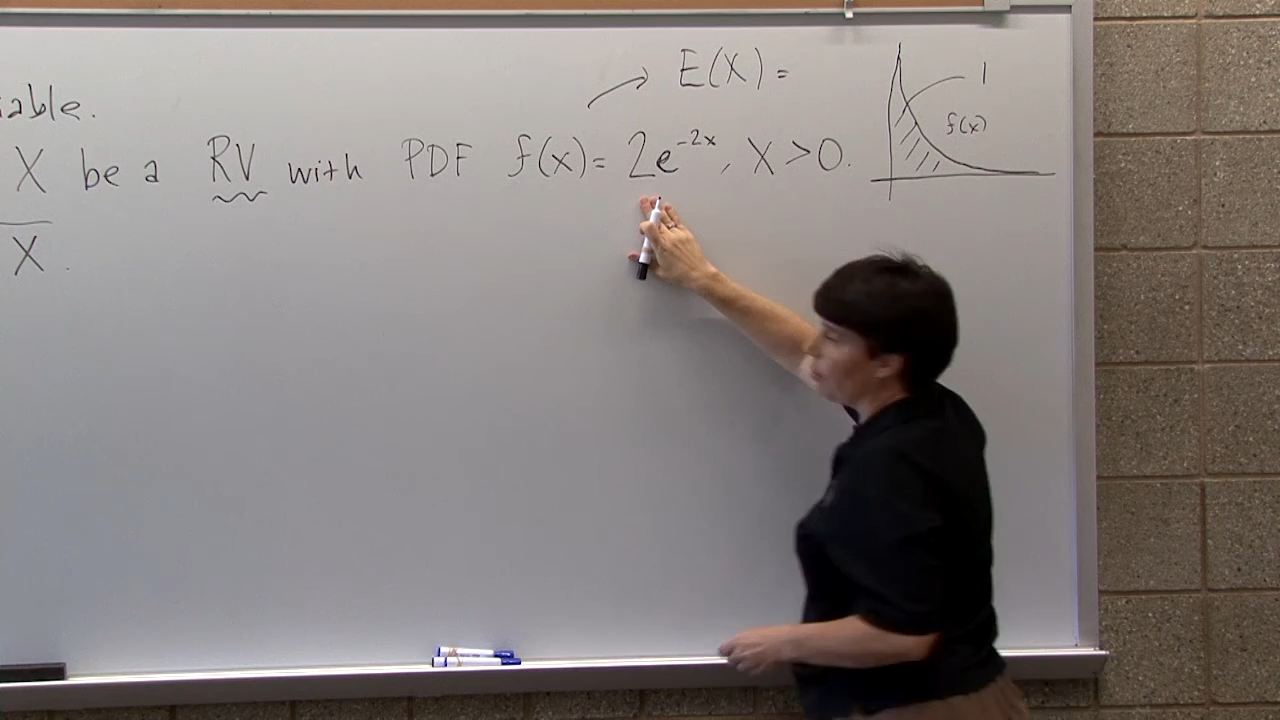 iable.
X be a RV with PDF f(x) = 2e^{-2x}, X > 0.
X.
E(X) =
1
f(x)